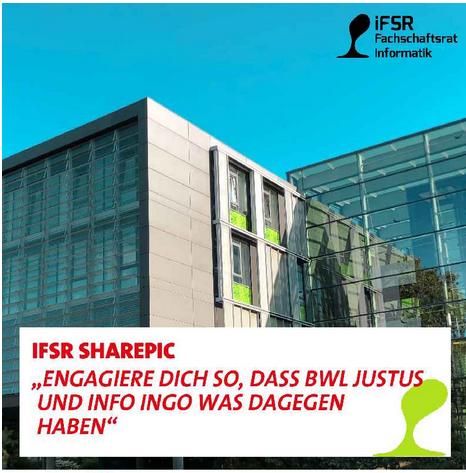 iFSR
Fachschaftsrat
Informatik
IFSR SHAREPIC
„ENGAGIERE DICH SO, DASS BWL JUSTUS
UND INFO INGO WAS DAGEGEN
HABEN“